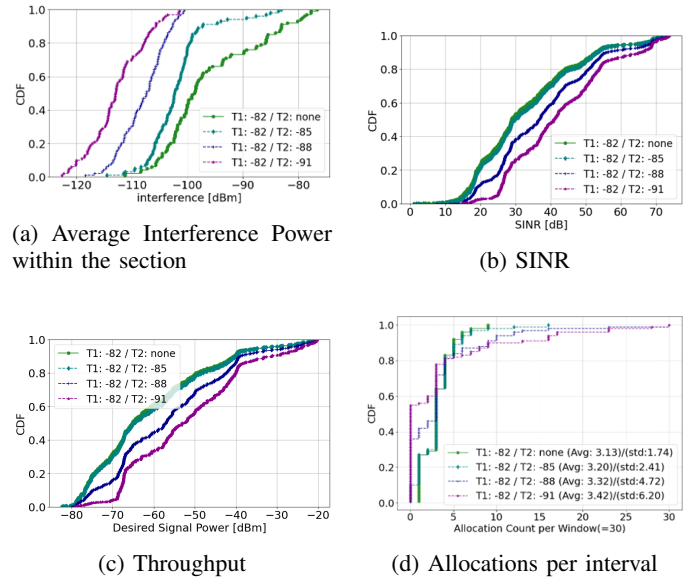 1.0
0.8
0.6
0.4
0.2
0.0
CDF
T1: -82 / T2: none
T1: -82 / T2: -85
T1: -82 / T2: -88
T1: -82 / T2: -91
-120 -110 -100 -90 -80
interference [dBm]
(a) Average Interference Power
within the section
1.0
0.8
0.6
0.4
0.2
0.0
CDF
T1: -82 / T2: none
T1: -82 / T2: -85
T1: -82 / T2: -88
T1: -82 / T2: -91
0 10 20 30 40 50 60 70
SINR [dB]
(b) SINR
1.0
0.8
0.6
0.4
0.2
0.0
CDF
T1: -82 / T2: none
T1: -82 / T2: -85
T1: -82 / T2: -88
T1: -82 / T2: -91
−80 −70 −60 −50 −40 −30 −20
Desired Signal Power [dBm]
(c) Throughput
1.0
0.8
0.6
0.4
0.2
0.0
CDF
T1: -82 / T2: none (Avg: 3.13)/(std:1.74)
T1: -82 / T2: -85 (Avg: 3.20)/(std:2.41)
T1: -82 / T2: -88 (Avg: 3.32)/(std:4.72)
T1: -82 / T2: -91 (Avg: 3.42)/(std:6.20)
0 5 10 15 20 25 30
Allocation Count per Window(=30)
(d) Allocations per interval